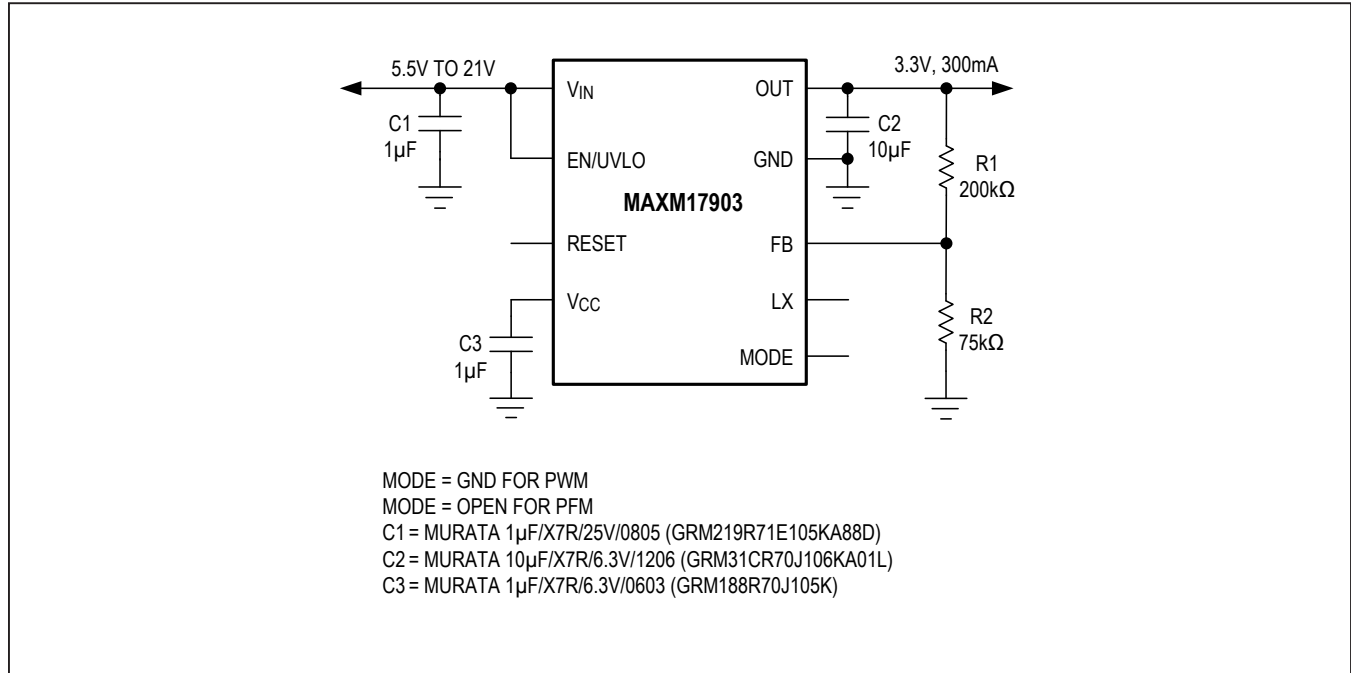 5.5V TO 21V
3.3V, 300mA
VIN
OUT
C1
1µF
C2
10µF
EN/UVLO
GND
R1
200kΩ
MAXM17903
RESET
FB
VCC
LX
R2
75kΩ
C3
1µF
MODE
MODE = GND FOR PWM
MODE = OPEN FOR PFM
C1 = MURATA 1µF/X7R/25V/0805 (GRM219R71E105KA88D)
C2 = MURATA 10µF/X7R/6.3V/1206 (GRM31CR70J106KA01L)
C3 = MURATA 1µF/X7R/6.3V/0603 (GRM188R70J105K)